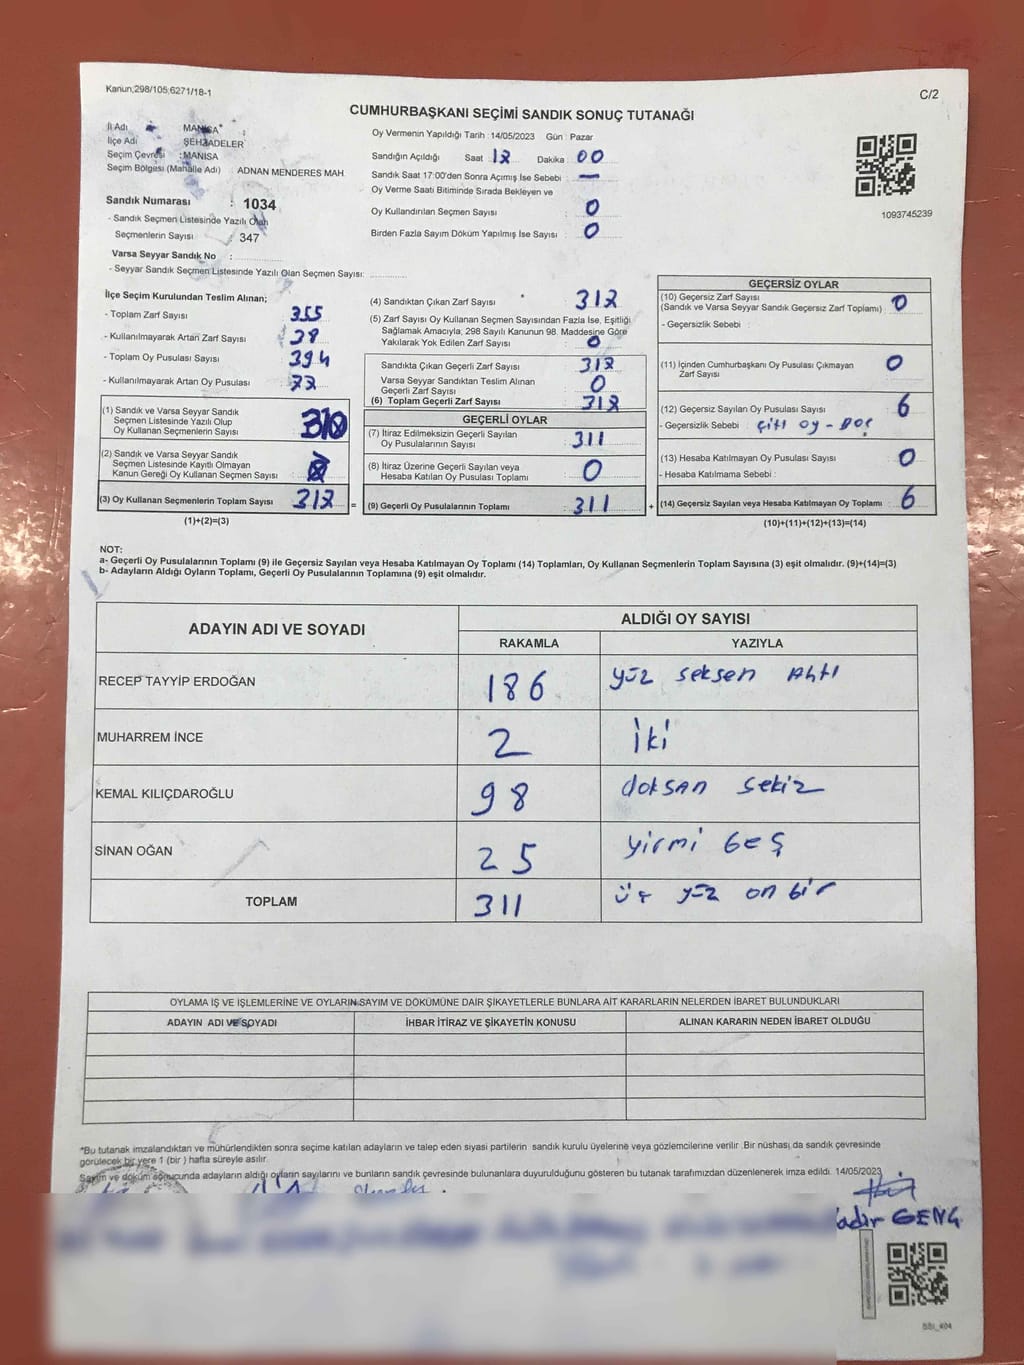 Kanun;298/105;6271/18-1
C/2
CUMHURBAŞKANI SEÇİMİ SANDIK SONUÇ TUTANAĞI
İl Adı MANİSA
İlçe Adı ŞEHZADELER
Seçim Çevresi : MANİSA
Seçim Bölgesi (Mahalle Adı) : ADNAN MENDERES MAH.
Sandık Numarası : 1034
- Sandık Seçmen Listesinde Yazılı Olan
Seçmenlerin Sayısı : 347
Varsa Seyyar Sandık No :
- Seyyar Sandık Seçmen Listesinde Yazılı Olan Seçmen Sayısı:
Oy Vermenin Yapıldığı Tarih : 14/05/2023 Gün : Pazar
Sandığın Açıldığı Saat 17 Dakika 00
Sandık Saat 17:00'den Sonra Açımış İse Sebebi : —
Oy Verme Saati Bitiminde Sırada Bekleyen ve
Oy Kullandırılan Seçmen Sayısı : 0
Birden Fazla Sayım Döküm Yapılmış İse Sayısı : 0
1093745239
İlçe Seçim Kurulundan Teslim Alınan;
- Toplam Zarf Sayısı : 355
- Kullanılmayarak Artan Zarf Sayısı : 38
- Toplam Oy Pusulası Sayısı : 394
- Kullanılmayarak Artan Oy Pusulası : 77
(1) Sandık ve Varsa Seyyar Sandık
Seçmen Listesinde Yazılı Olup
Oy Kullanan Seçmenlerin Sayısı
(2) Sandık ve Varsa Seyyar Sandık
Seçmen Listesinde Kayıtlı Olmayan
Kanun Gereği Oy Kullanan Seçmen Sayısı
(3) Oy Kullanan Seçmenlerin Toplam Sayısı 317
(1)+(2)=(3)
(4) Sandıktan Çıkan Zarf Sayısı : 317
(5) Zarf Sayısı Oy Kullanan Seçmen Sayısından Fazla İse, Eşitliği
Sağlamak Amacıyla, 298 Sayılı Kanunun 98. Maddesine Göre
Yakılarak Yok Edilen Zarf Sayısı : 0
Sandıkta Çıkan Geçerli Zarf Sayısı : 317
Varsa Seyyar Sandıktan Teslim Alınan
Geçerli Zarf Sayısı : 0
(6) Toplam Geçerli Zarf Sayısı : 317
GEÇERLİ OYLAR
(7) İtiraz Edilmeksizin Geçerli Sayılan
Oy Pusulalarının Sayısı : 311
(8) İtiraz Üzerine Geçerli Sayılan veya
Hesaba Katılan Oy Pusulası Toplamı : 0
= (9) Geçerli Oy Pusulalarının Toplamı : 311
GEÇERSİZ OYLAR
(10) Geçersiz Zarf Sayısı
(Sandık ve Varsa Seyyar Sandık Geçersiz Zarf Toplamı) : 0
- Geçersizlik Sebebi :
(11) İçinden Cumhurbaşkanı Oy Pusulası Çıkmayan
Zarf Sayısı : 0
(12) Geçersiz Sayılan Oy Pusulası Sayısı : 6
- Geçersizlik Sebebi : çift oy - Boş
(13) Hesaba Katılmayan Oy Pusulası Sayısı : 0
- Hesaba Katılmama Sebebi :
+ (14) Geçersiz Sayılan veya Hesaba Katılmayan Oy Toplamı : 6
(10)+(11)+(12)+(13)=(14)
NOT:
a- Geçerli Oy Pusulalarının Toplamı (9) ile Geçersiz Sayılan veya Hesaba Katılmayan Oy Toplamı (14) Toplamları, Oy Kullanan Seçmenlerin Toplam Sayısına (3) eşit olmalıdır. (9)+(14)=(3)
b- Adayların Aldığı Oyların Toplamı, Geçerli Oy Pusulalarının Toplamına (9) eşit olmalıdır.
ADAYIN ADI VE SOYADI ALDIĞI OY SAYISI
RAKAMLA YAZIYLA
RECEP TAYYİP ERDOĞAN 186 yüz seksen Altı
MUHARREM İNCE 2 iki
KEMAL KILIÇDAROĞLU 98 doksan sekiz
SİNAN OĞAN 25 yirmi beş
TOPLAM 311 üç yüz on bir
OYLAMA İŞ VE İŞLEMLERİNE VE OYLARIN SAYIM VE DÖKÜMÜNE DAİR ŞİKAYETLERLE BUNLARA AİT KARARLARIN NELERDEN İBARET BULUNDUKLARI
ADAYIN ADI VE SOYADI İHBAR İTİRAZ VE ŞİKAYETİN KONUSU ALINAN KARARIN NEDEN İBARET OLDUĞU
*Bu tutanak imzalandıktan ve mühürlendikten sonra seçime katılan adayların ve talep eden siyasi partilerin sandık kurulu üyelerine veya gözlemcilerine verilir .Bir nüshası da sandık çevresinde
görülecek bir yere 1 (bir ) hafta süreyle asılır.
Sayım ve döküm sonucunda adayların aldığı oyların sayılarını ve bunların sandık çevresinde bulunanlara duyurulduğunu gösteren bu tutanak tarafımızdan düzenlenerek imza edildi. 14/05/2023
adir GENÇ